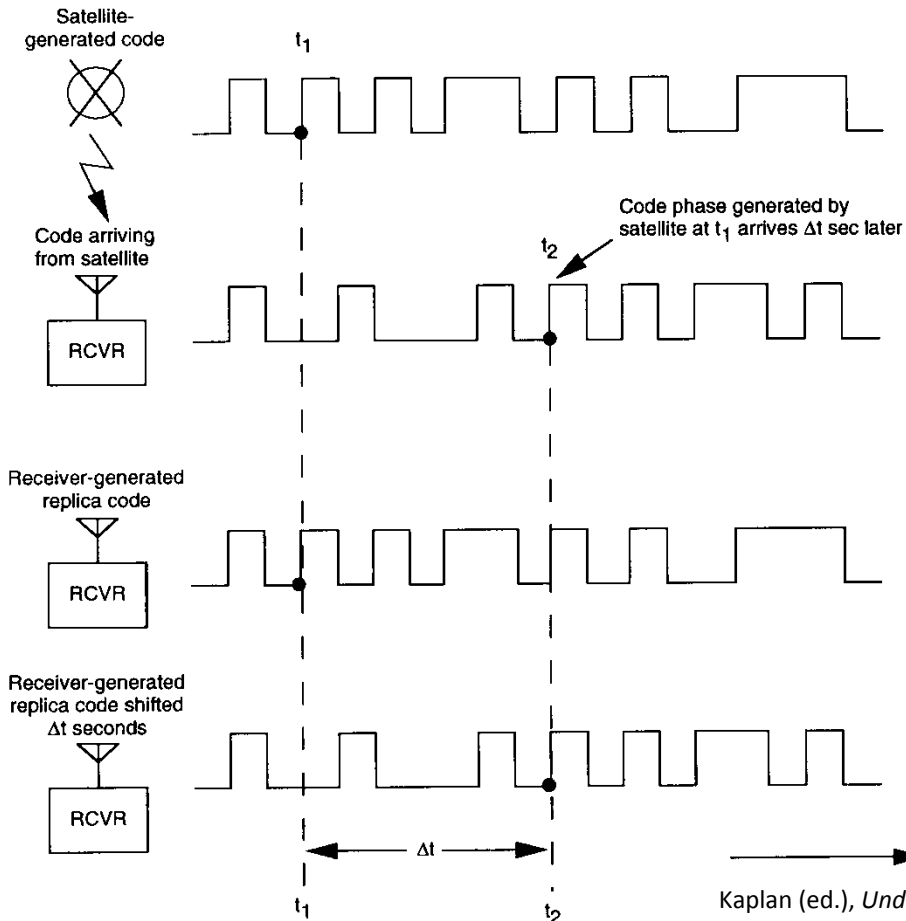 Satellite-
generated code
t1
Code phase generated by
satellite at t1 arrives Δt sec later
Code arriving
from satellite
t2
RCVR
Receiver-generated
replica code
RCVR
Receiver-generated
replica code shifted
Δt seconds
RCVR
Δt
t1
t2
Kaplan (ed.), Und